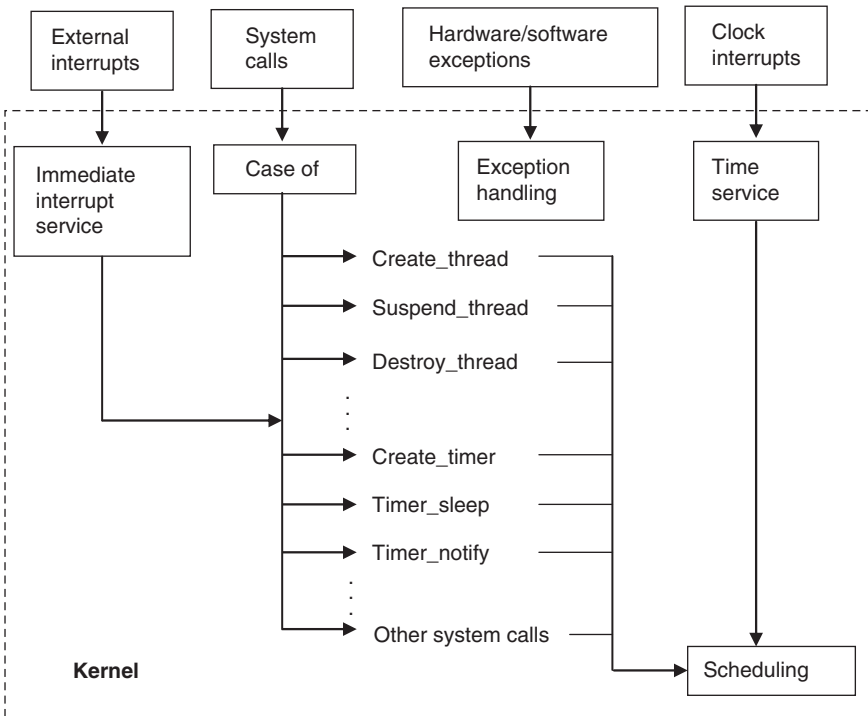 External
interrupts
System
calls
Hardware/software
exceptions
Clock
interrupts
Immediate
interrupt
service
Case of
Exception
handling
Time
service
Create_thread
Suspend_thread
Destroy_thread
Create_timer
Timer_sleep
Timer_notify
Other system calls
Kernel
Scheduling